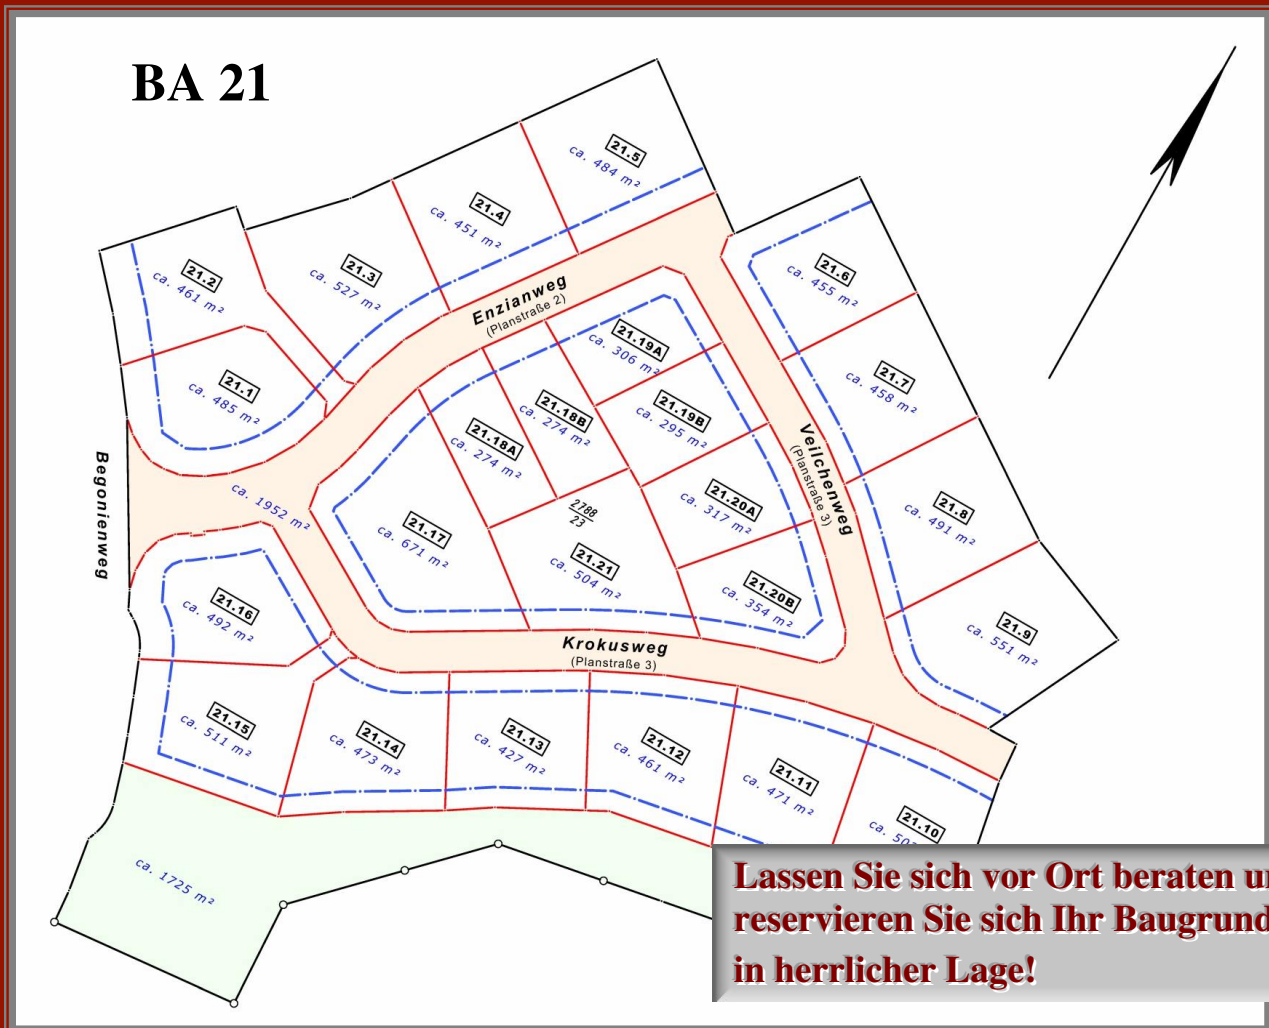 BA 21
21.5
ca. 484 m²
21.4
ca. 451 m²
21.2
ca. 461 m²
21.3
ca. 527 m²
21.6
ca. 455 m²
Enzianweg
(Planstraße 2)
21.19A
ca. 306 m²
21.1
ca. 485 m²
21.7
ca. 458 m²
21.18B
ca. 274 m²
21.19B
ca. 295 m²
21.18A
ca. 274 m²
Veilchenweg
(Planstraße 3)
Begonienweg
ca. 1952 m²
21.17
ca. 671 m²
2788
23
21.20A
ca. 317 m²
21.8
ca. 491 m²
21.21
ca. 504 m²
21.20B
ca. 354 m²
21.16
ca. 492 m²
21.9
ca. 551 m²
Krokusweg
(Planstraße 3)
21.15
ca. 511 m²
21.14
ca. 473 m²
21.13
ca. 427 m²
21.12
ca. 461 m²
21.11
ca. 471 m²
21.10
ca.
ca. 1725 m²
Lassen Sie sich vor Ort beraten u
reservieren Sie sich Ihr Baugrund
in herrlicher Lage!